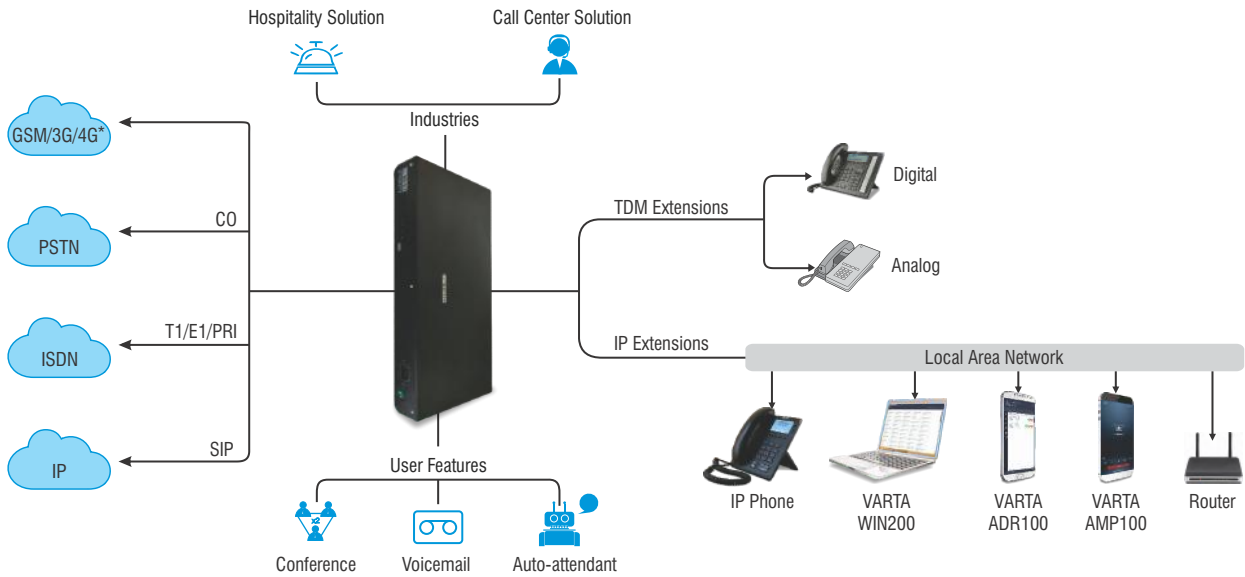 Hospitality Solution
Call Center Solution
Industries
GSM/3G/4G*
CO
PSTN
T1/E1/PRI
ISDN
SIP
IP
TDM Extensions
Digital
Analog
IP Extensions
Local Area Network
IP Phone
VARTA
WIN200
VARTA
ADR100
VARTA
AMP100
Router
User Features
x2
Conference
Voicemail
Auto-attendant